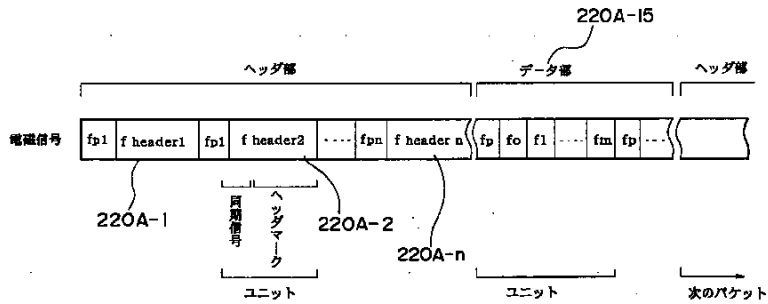 220A-15
ヘッダ部 データ部 ヘッダ部
電磁信号 fp1 f header1 fp1 f header2 ···· fpn f header n fp fo f1 ···· fm fp ···
220A-1 同期信号 ヘッダマーク 220A-2 220A-n
ユニット ユニット 次のパケット